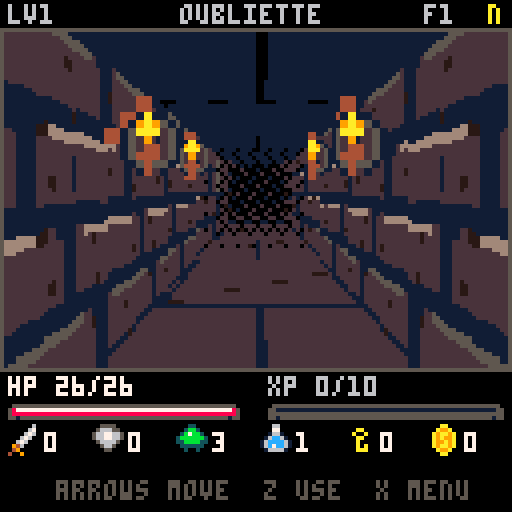 LV1 OUBLIETTE F1 N
HP 26/26 XP 0/10
0 0 3 1 0 0
ARROWS MOVE Z USE X MENU